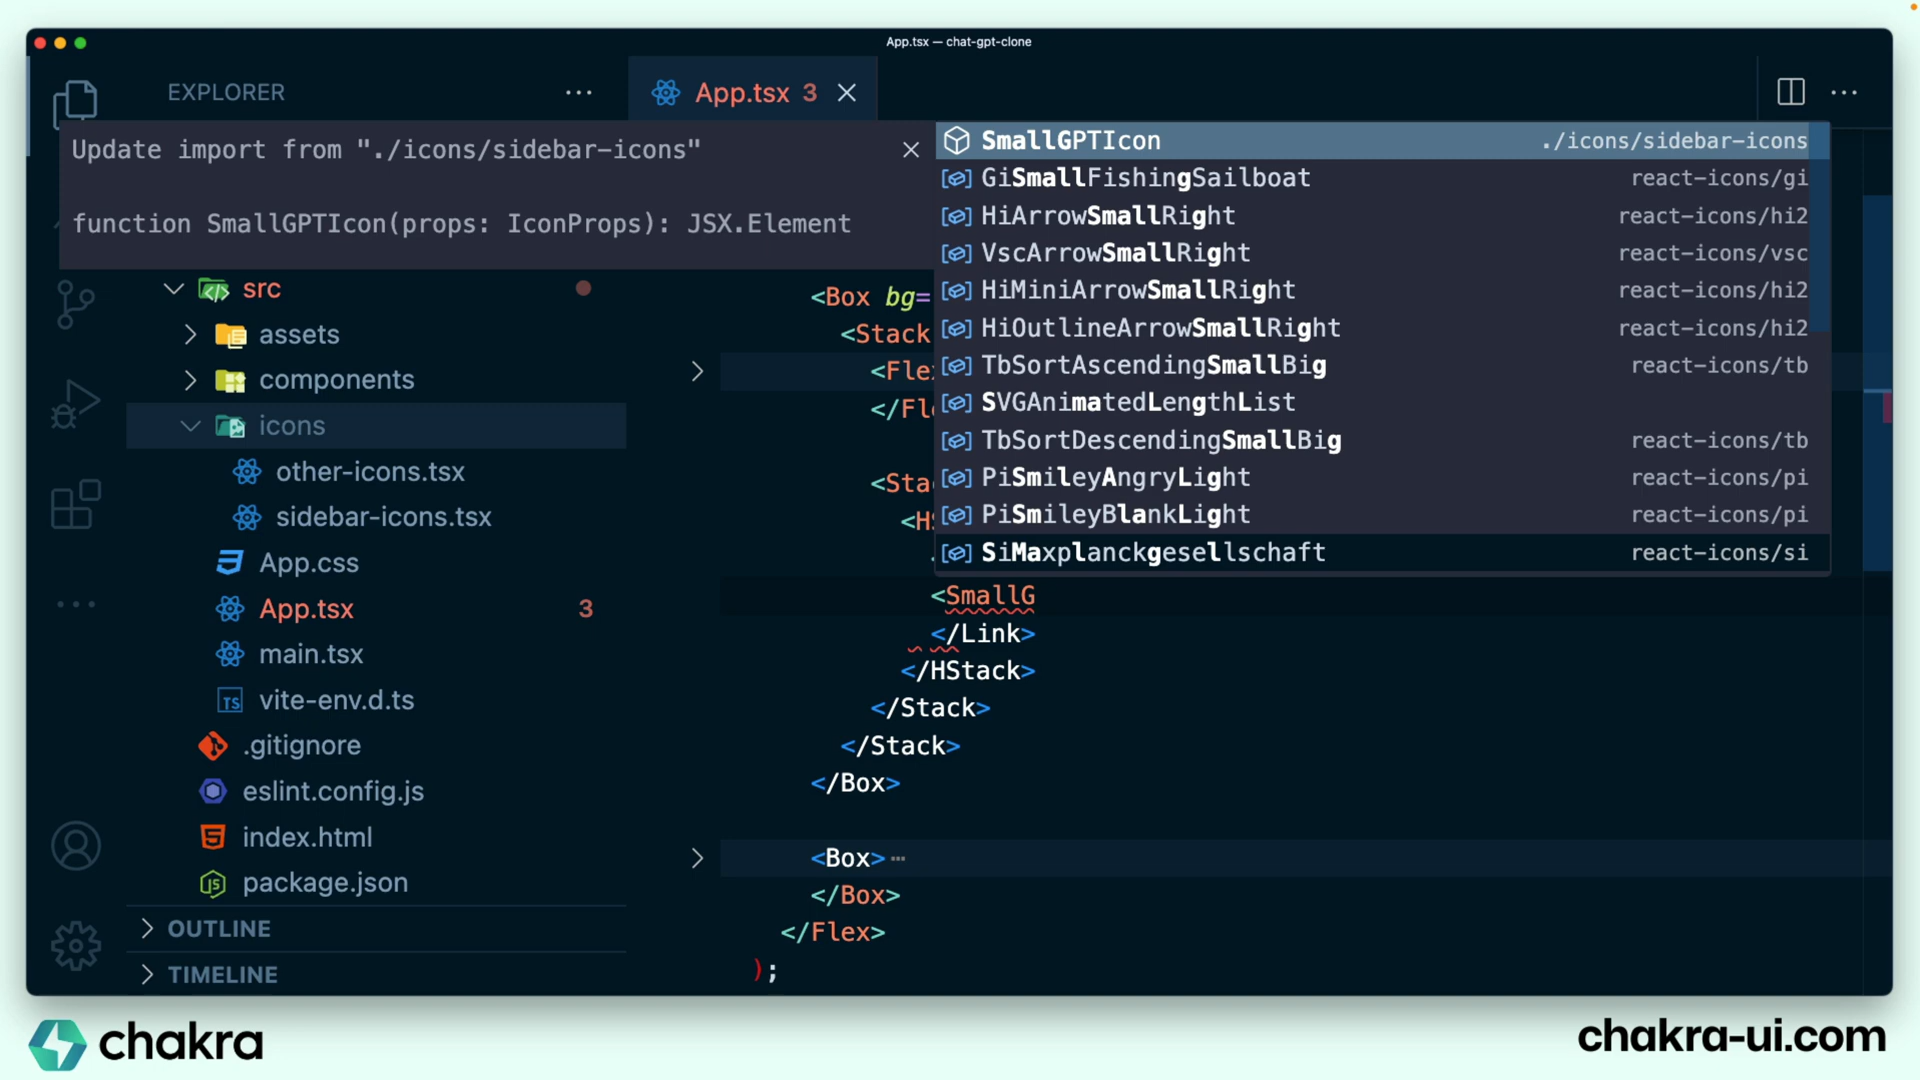 App.tsx — chat-gpt-clone
EXPLORER
App.tsx 3
Update import from "./icons/sidebar-icons"
function SmallGPTIcon(props: IconProps): JSX.Element
SmallGPTIcon ./icons/sidebar-icons
GiSmallFishingSailboat react-icons/gi
HiArrowSmallRight react-icons/hi2
VscArrowSmallRight react-icons/vsc
HiMiniArrowSmallRight react-icons/hi2
HiOutlineArrowSmallRight react-icons/hi2
TbSortAscendingSmallBig react-icons/tb
SVGAnimatedLengthList
TbSortDescendingSmallBig react-icons/tb
PiSmileyAngryLight react-icons/pi
PiSmileyBlankLight react-icons/pi
SiMaxplanckgesellschaft react-icons/si
src
assets
components
icons
other-icons.tsx
sidebar-icons.tsx
App.css
App.tsx 3
main.tsx
vite-env.d.ts
.gitignore
eslint.config.js
index.html
package.json
OUTLINE
TIMELINE
<Box bg=
<Stack
<Fle
</Fl
<Sta
<H
<SmallG
</Link>
</HStack>
</Stack>
</Stack>
</Box>
<Box> …
</Box>
</Flex>
);
chakra
chakra-ui.com